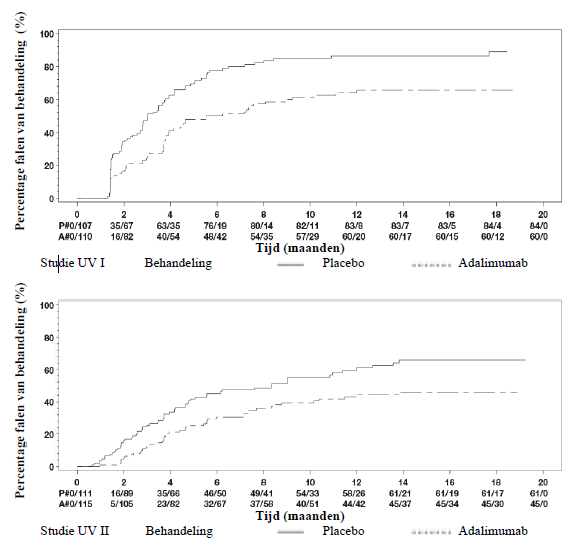 Percentage falen van behandeling (%)
100
80
60
40
20
0
0 2 4 6 8 10 12 14 16 18 20
P#0/107 35/67 63/35 76/19 80/14 82/11 83/8 83/7 83/5 84/4 84/0
A#0/110 16/82 40/54 48/42 54/35 57/29 60/20 60/17 60/15 60/12 60/0
Tijd (maanden)
Studie UV I Behandeling Placebo Adalimumab
Percentage falen van behandeling (%)
100
80
60
40
20
0
0 2 4 6 8 10 12 14 16 18 20
P#0/111 16/89 35/66 46/50 49/41 54/33 58/26 61/21 61/19 61/17 61/0
A#0/115 5/105 23/82 32/67 37/58 40/51 44/42 45/37 45/34 45/30 45/0
Tijd (maanden)
Studie UV II Behandeling Placebo Adalimumab